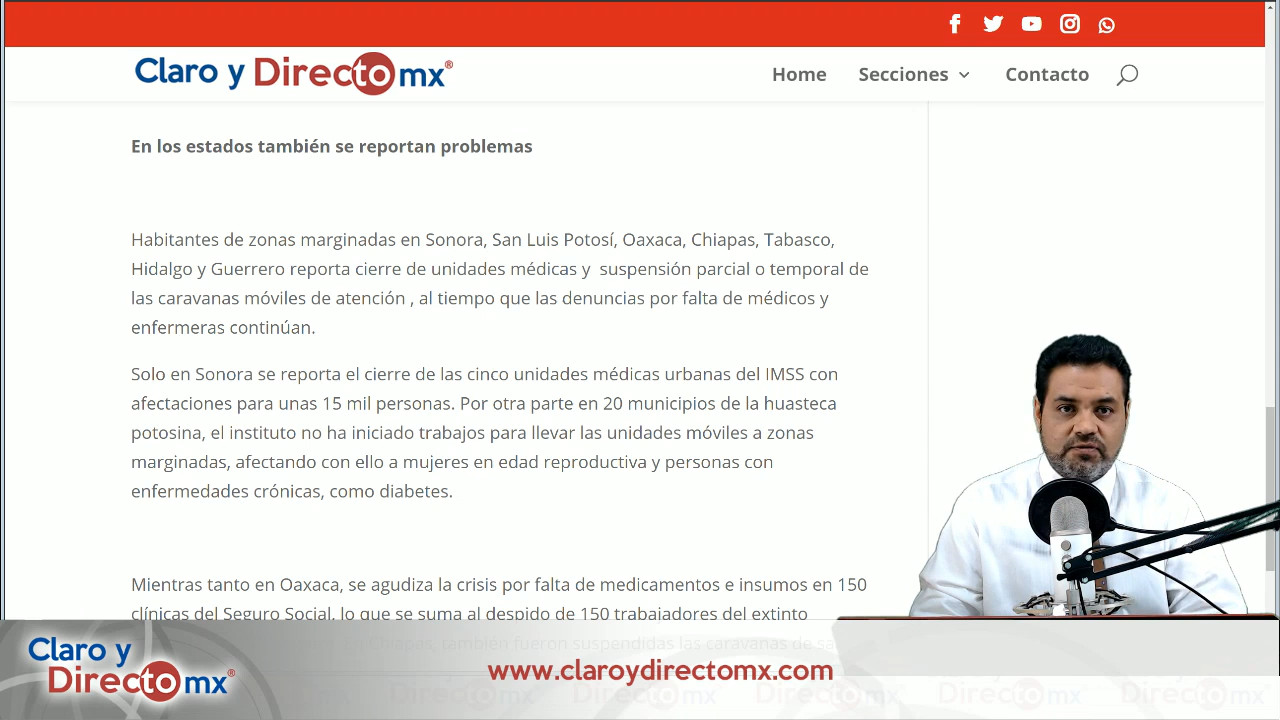 Claro y Directo mx®
Home
Secciones
Contacto
En los estados también se reportan problemas
Habitantes de zonas marginadas en Sonora, San Luis Potosí, Oaxaca, Chiapas, Tabasco,
Hidalgo y Guerrero reporta cierre de unidades médicas y suspensión parcial o temporal de
las caravanas móviles de atención , al tiempo que las denuncias por falta de médicos y
enfermeras continúan.
Solo en Sonora se reporta el cierre de las cinco unidades médicas urbanas del IMSS con
afectaciones para unas 15 mil personas. Por otra parte en 20 municipios de la huasteca
potosina, el instituto no ha iniciado trabajos para llevar las unidades móviles a zonas
marginadas, afectando con ello a mujeres en edad reproductiva y personas con
enfermedades crónicas, como diabetes.
Mientras tanto en Oaxaca, se agudiza la crisis por falta de medicamentos e insumos en 150
clínicas del Seguro Social, lo que se suma al despido de 150 trabajadores del extinto
Chiapas, también fueron suspendidas las caravanas de
Claro y
Directo mx®
www.claroydirectomx.com